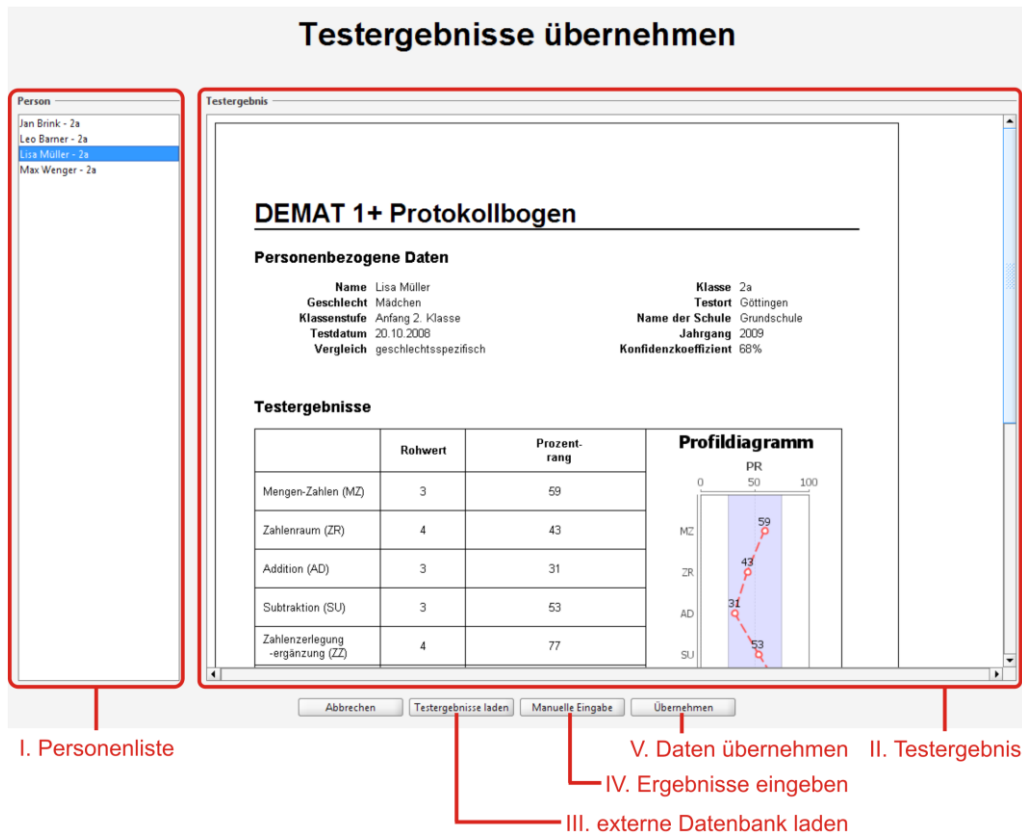 Testergebnisse übernehmen
Person
Jan Brink - 2a
Leo Barner - 2a
Lisa Müller - 2a
Max Wenger - 2a
Testergebnis
DEMAT 1+ Protokollbogen
Personenbezogene Daten
Name Lisa Müller Klasse 2a
Geschlecht Mädchen Testort Göttingen
Klassenstufe Anfang 2. Klasse Name der Schule Grundschule
Testdatum 20.10.2008 Jahrgang 2009
Vergleich geschlechtsspezifisch Konfidenzkoeffizient 68%
Testergebnisse
Rohwert Prozent-
rang
Mengen-Zahlen (MZ) 3 59
Zahlenraum (ZR) 4 43
Addition (AD) 3 31
Subtraktion (SU) 3 53
Zahlenzerlegung
-ergänzung (ZZ) 4 77
Profildiagramm
PR
0 50 100
MZ 59
ZR 43
AD 31
SU 53
Abbrechen Testergebnisse laden Manuelle Eingabe Übernehmen
I. Personenliste V. Daten übernehmen II. Testergebnis
IV. Ergebnisse eingeben
III. externe Datenbank laden